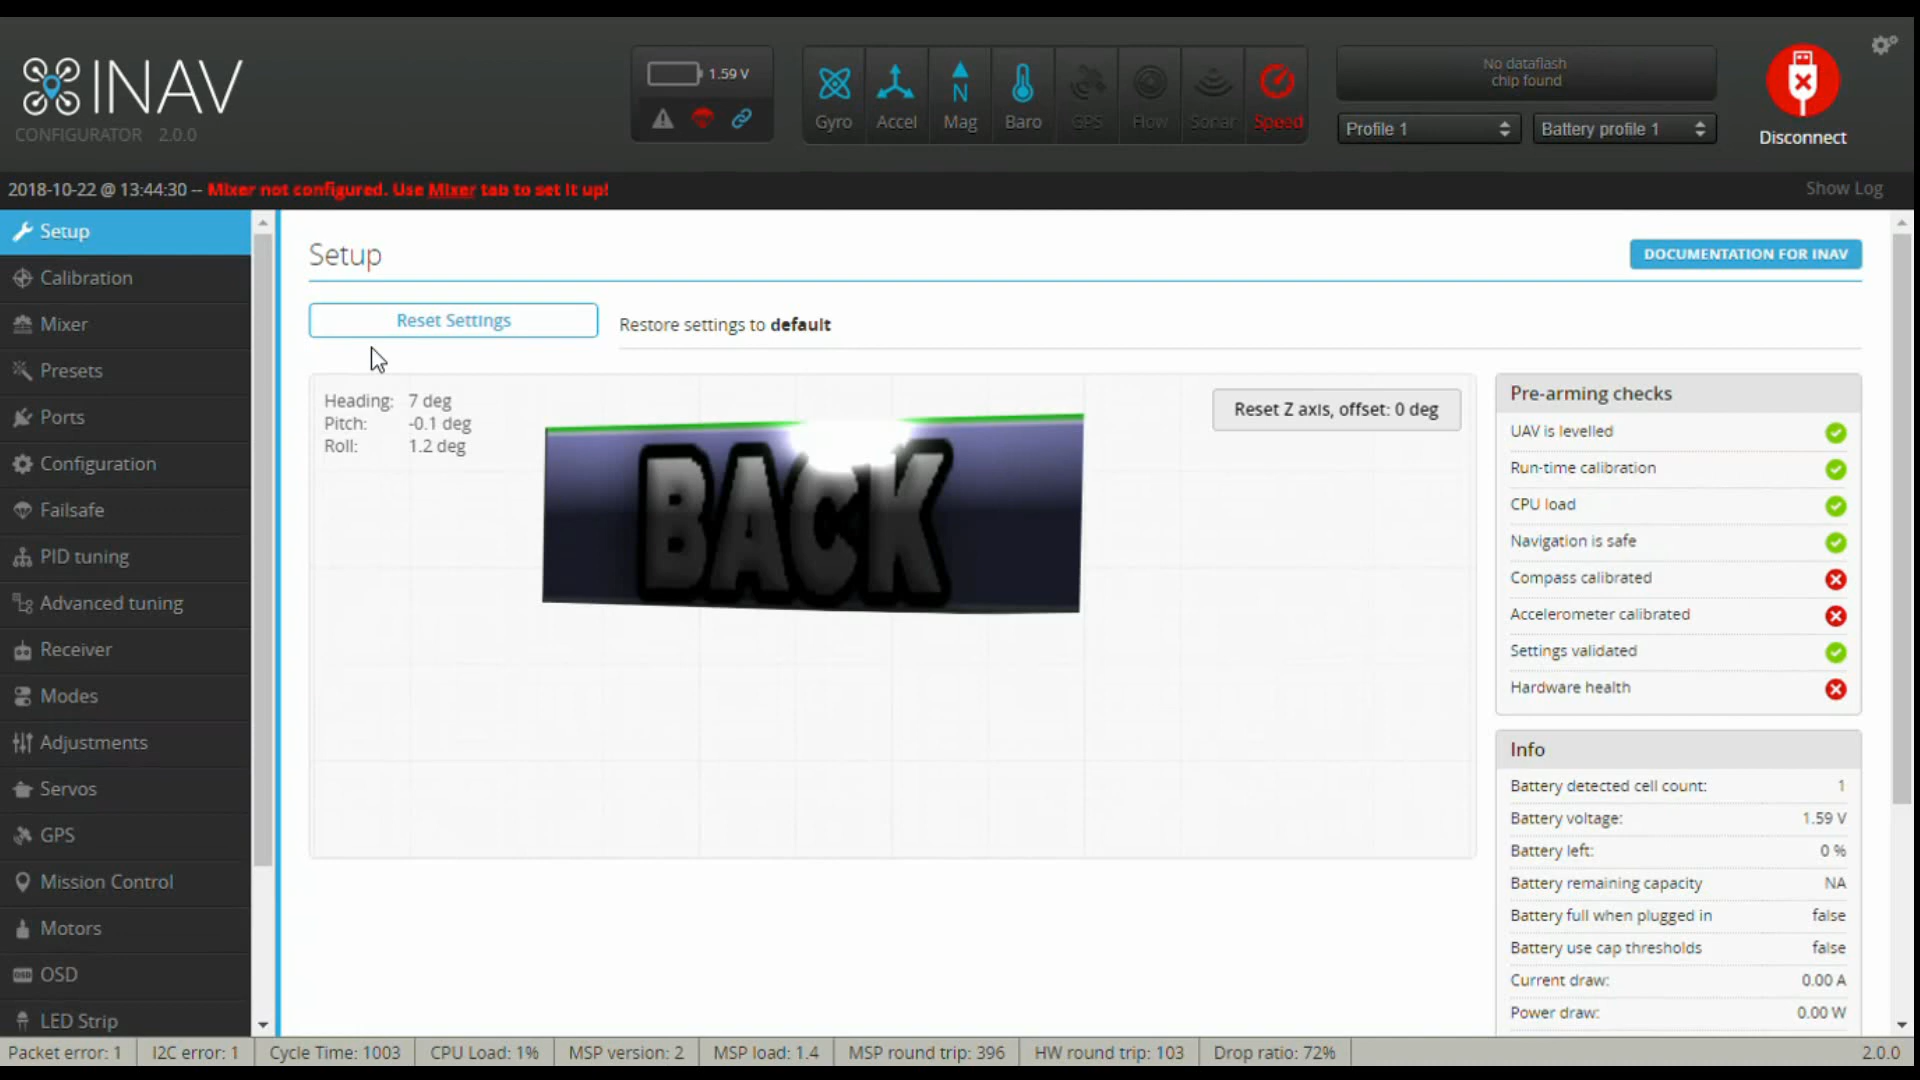 INAV
CONFIGURATOR 2.0.0
1.59 V
Gyro
Accel
Mag
Baro
GPS
Flow
Sonar
Speed
No dataflash
chip found
Profile 1
Battery profile 1
Disconnect
2018-10-22 @ 13:44:30 -- Mixer not configured. Use Mixer tab to set it up!
Show Log
Setup
Calibration
Mixer
Presets
Ports
Configuration
Failsafe
PID tuning
Advanced tuning
Receiver
Modes
Adjustments
Servos
GPS
Mission Control
Motors
OSD
LED Strip
Setup
DOCUMENTATION FOR INAV
Reset Settings
Restore settings to default
Heading: 7 deg
Pitch: -0.1 deg
Roll: 1.2 deg
BACK
Reset Z axis, offset: 0 deg
Pre-arming checks
UAV is levelled
Run-time calibration
CPU load
Navigation is safe
Compass calibrated
Accelerometer calibrated
Settings validated
Hardware health
Info
Battery detected cell count: 1
Battery voltage: 1.59 V
Battery left: 0 %
Battery remaining capacity NA
Battery full when plugged in false
Battery use cap thresholds false
Current draw: 0.00 A
Power draw: 0.00 W
Packet error: 1
I2C error: 1
Cycle Time: 1003
CPU Load: 1%
MSP version: 2
MSP load: 1.4
MSP round trip: 396
HW round trip: 103
Drop ratio: 72%
2.0.0